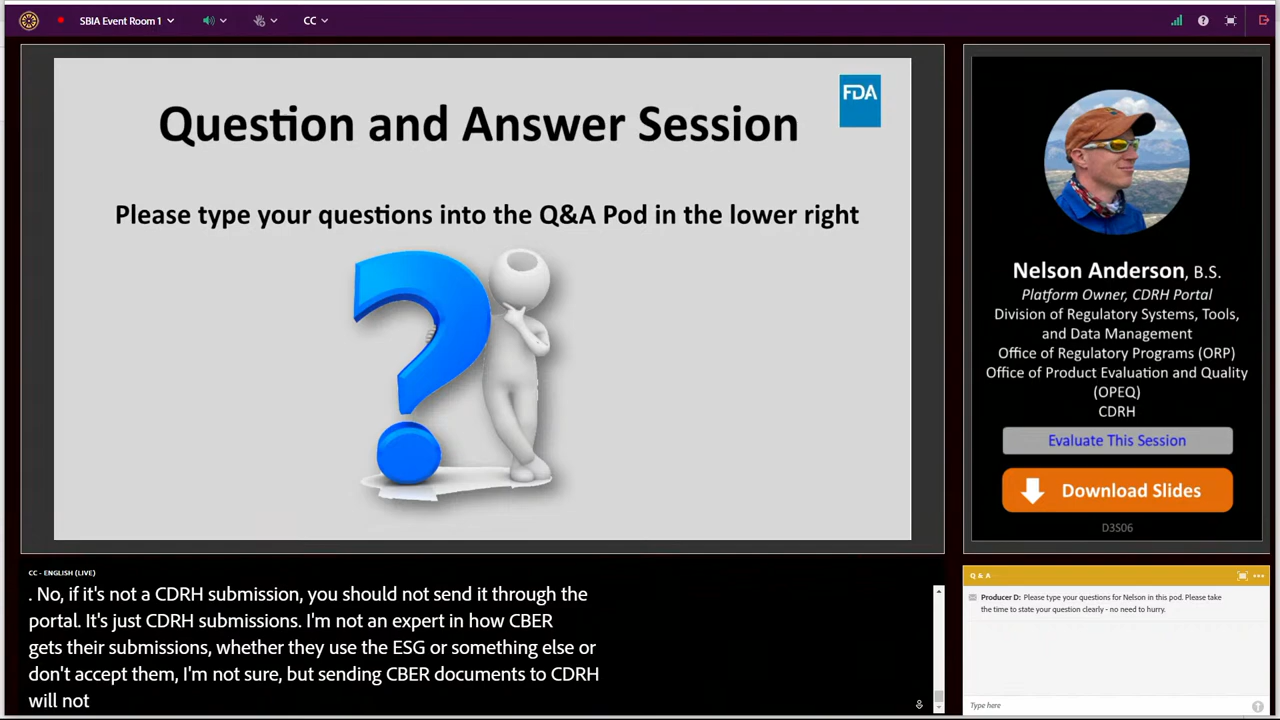 SBIA Event Room 1
CC
Question and Answer Session
FDA
Please type your questions into the Q&A Pod in the lower right
Nelson Anderson, B.S.
Platform Owner, CDRH Portal
Division of Regulatory Systems, Tools,
and Data Management
Office of Regulatory Programs (ORP)
Office of Product Evaluation and Quality
(OPEQ)
CDRH
Evaluate This Session
Download Slides
D3S06
CC - ENGLISH (LIVE)
. No, if it's not a CDRH submission, you should not send it through the
portal. It's just CDRH submissions. I'm not an expert in how CBER
gets their submissions, whether they use the ESG or something else or
don't accept them, I'm not sure, but sending CBER documents to CDRH
will not
Q & A
Producer D: Please type your questions for Nelson in this pod. Please take
the time to state your question clearly - no need to hurry.
Type here